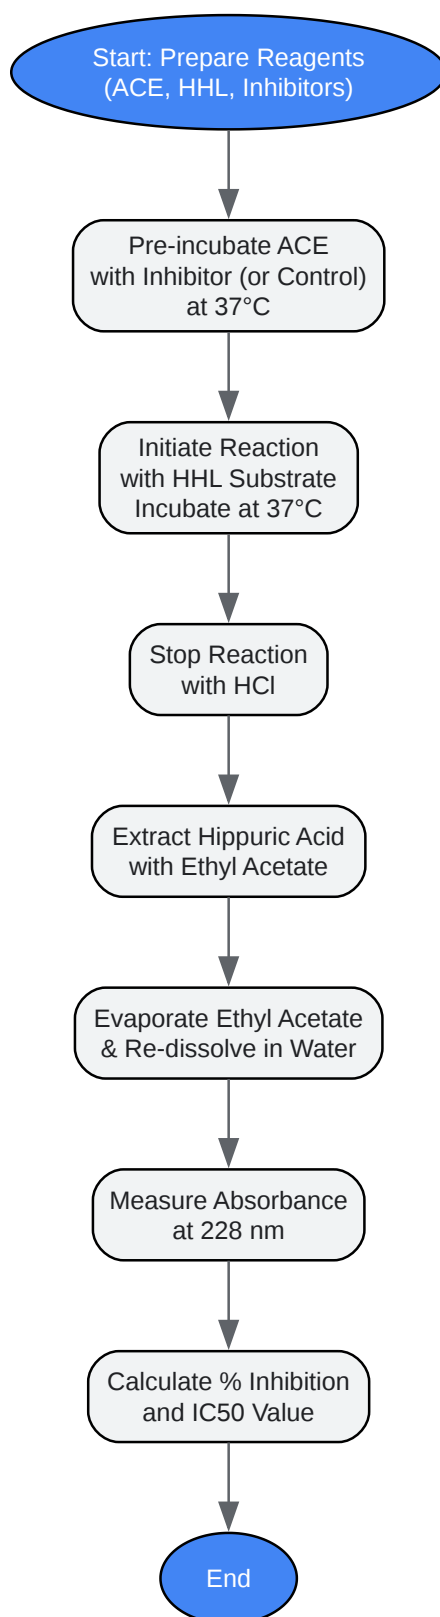 Start: Prepare Reagents
(ACE, HHL, Inhibitors)
Pre-incubate ACE
with Inhibitor (or Control)
at 37°C
Initiate Reaction
with HHL Substrate
Incubate at 37°C
Stop Reaction
with HCl
Extract Hippuric Acid
with Ethyl Acetate
Evaporate Ethyl Acetate
& Re-dissolve in Water
Measure Absorbance
at 228 nm
Calculate % Inhibition
and IC50 Value
End